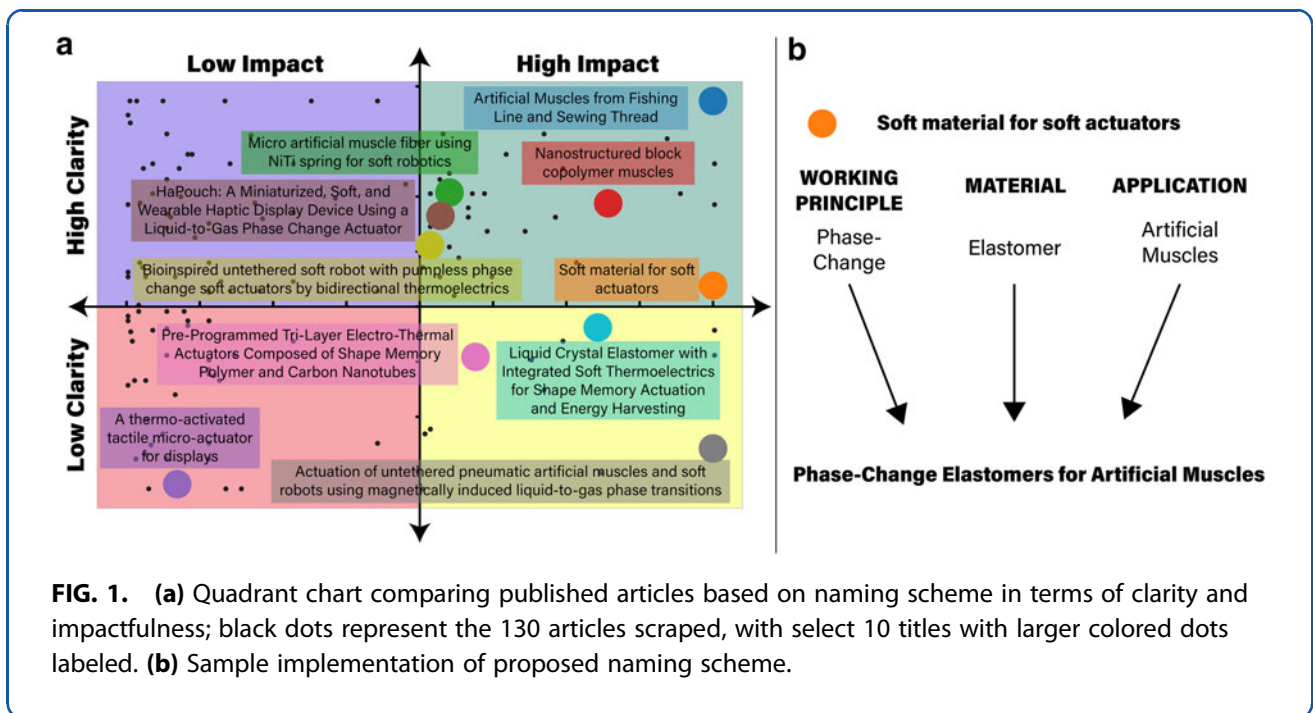 a
Low Impact
High Impact
High Clarity
Low Clarity
Artificial Muscles from Fishing
Line and Sewing Thread
Micro artificial muscle fiber using
NiTi spring for soft robotics
Nanostructured block
copolymer muscles
HaPouch: A Miniaturized, Soft, and
Wearable Haptic Display Device Using a
Liquid-to-Gas Phase Change Actuator
Bioinspired untethered soft robot with pumpless phase
change soft actuators by bidirectional thermoelectrics
Soft material for soft
actuators
Pre-Programmed Tri-Layer Electro-Thermal
Actuators Composed of Shape Memory
Polymer and Carbon Nanotubes
Liquid Crystal Elastomer with
Integrated Soft Thermoelectrics
for Shape Memory Actuation
and Energy Harvesting
A thermo-activated
tactile micro-actuator
for displays
Actuation of untethered pneumatic artificial muscles and soft
robots using magnetically induced liquid-to-gas phase transitions
b
Soft material for soft actuators
WORKING
PRINCIPLE
Phase-
Change
MATERIAL
Elastomer
APPLICATION
Artificial
Muscles
Phase-Change Elastomers for Artificial Muscles
FIG. 1. (a) Quadrant chart comparing published articles based on naming scheme in terms of clarity and
impactfulness; black dots represent the 130 articles scraped, with select 10 titles with larger colored dots
labeled. (b) Sample implementation of proposed naming scheme.